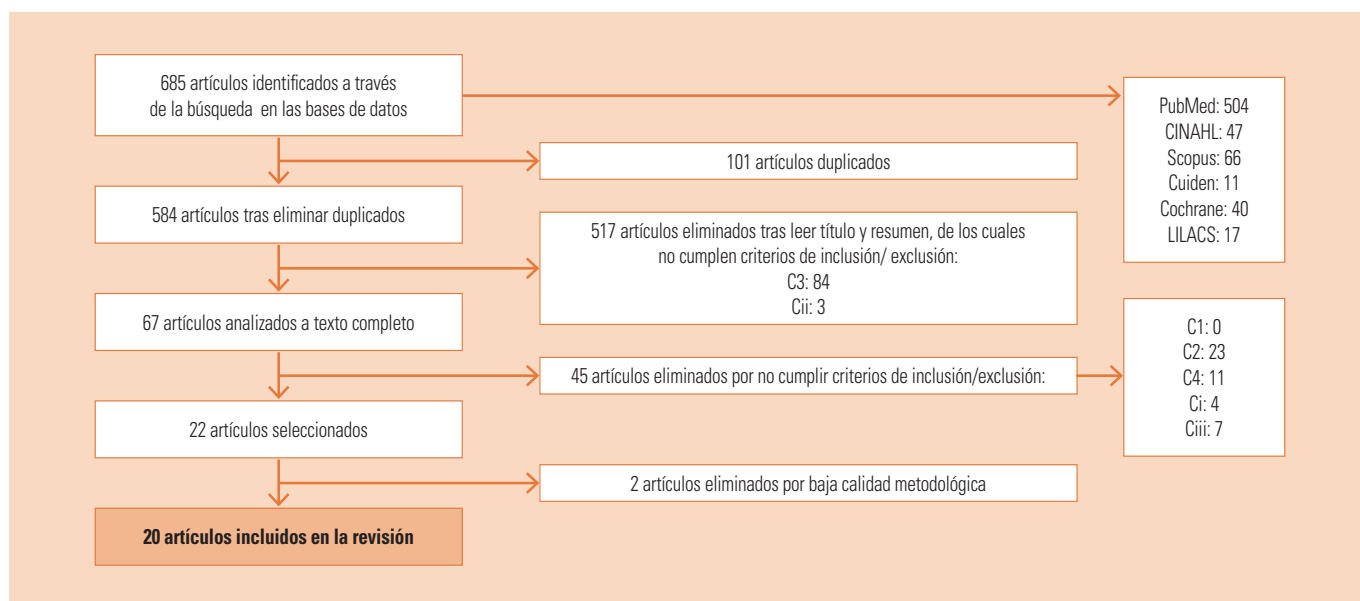 685 artículos identificados a través
de la búsqueda en las bases de datos
PubMed: 504
CINAHL: 47
Scopus: 66
Cuiden: 11
Cochrane: 40
LILACS: 17
101 artículos duplicados
584 artículos tras eliminar duplicados
517 artículos eliminados tras leer título y resumen, de los cuales
no cumplen criterios de inclusión/ exclusión:
C3: 84
Cii: 3
67 artículos analizados a texto completo
45 artículos eliminados por no cumplir criterios de inclusión/exclusión:
C1: 0
C2: 23
C4: 11
Ci: 4
Ciii: 7
22 artículos seleccionados
2 artículos eliminados por baja calidad metodológica
20 artículos incluidos en la revisión